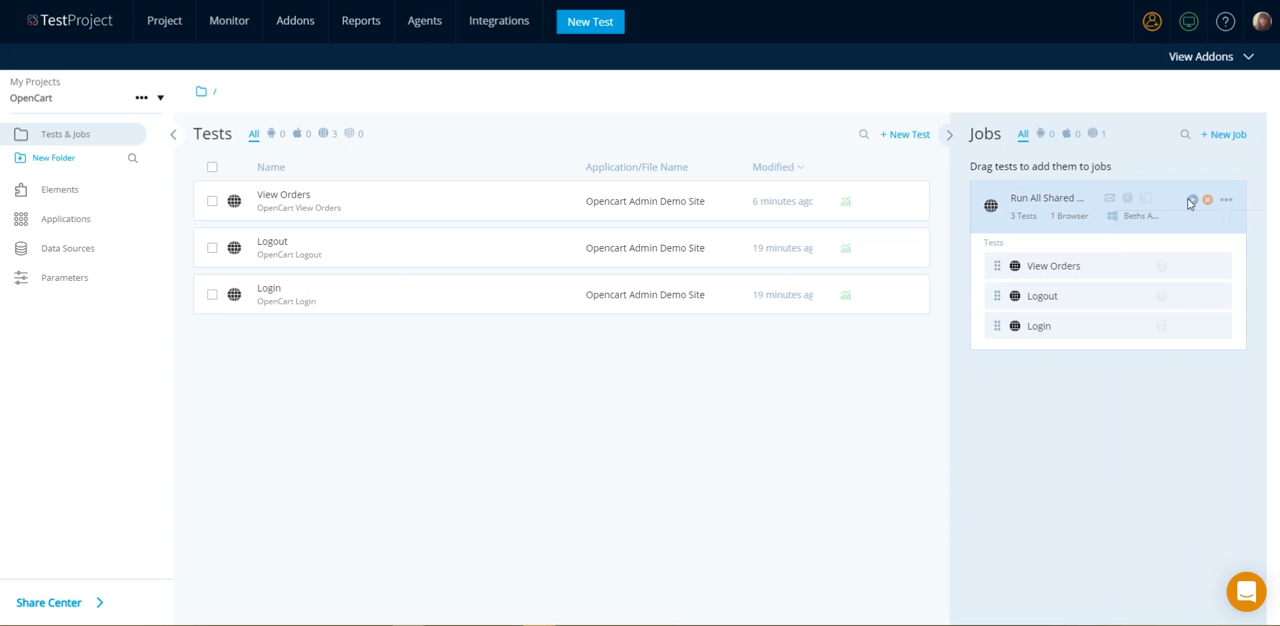 TestProject
Project
Monitor
Addons
Reports
Agents
Integrations
New Test
?
View Addons
My Projects
OpenCart
Tests & Jobs
New Folder
Elements
Applications
Data Sources
Parameters
Share Center
/
Tests
All
0
0
3
0
+ New Test
Name
Application/File Name
Modified
View Orders
OpenCart View Orders
Opencart Admin Demo Site
6 minutes ago
Logout
OpenCart Logout
Opencart Admin Demo Site
19 minutes ag
Login
OpenCart Login
Opencart Admin Demo Site
19 minutes ag
Jobs
All
0
0
1
+ New Job
Drag tests to add them to jobs
Run All Shared ...
3 Tests
1 Browser
Beths A...
Tests
View Orders
Logout
Login